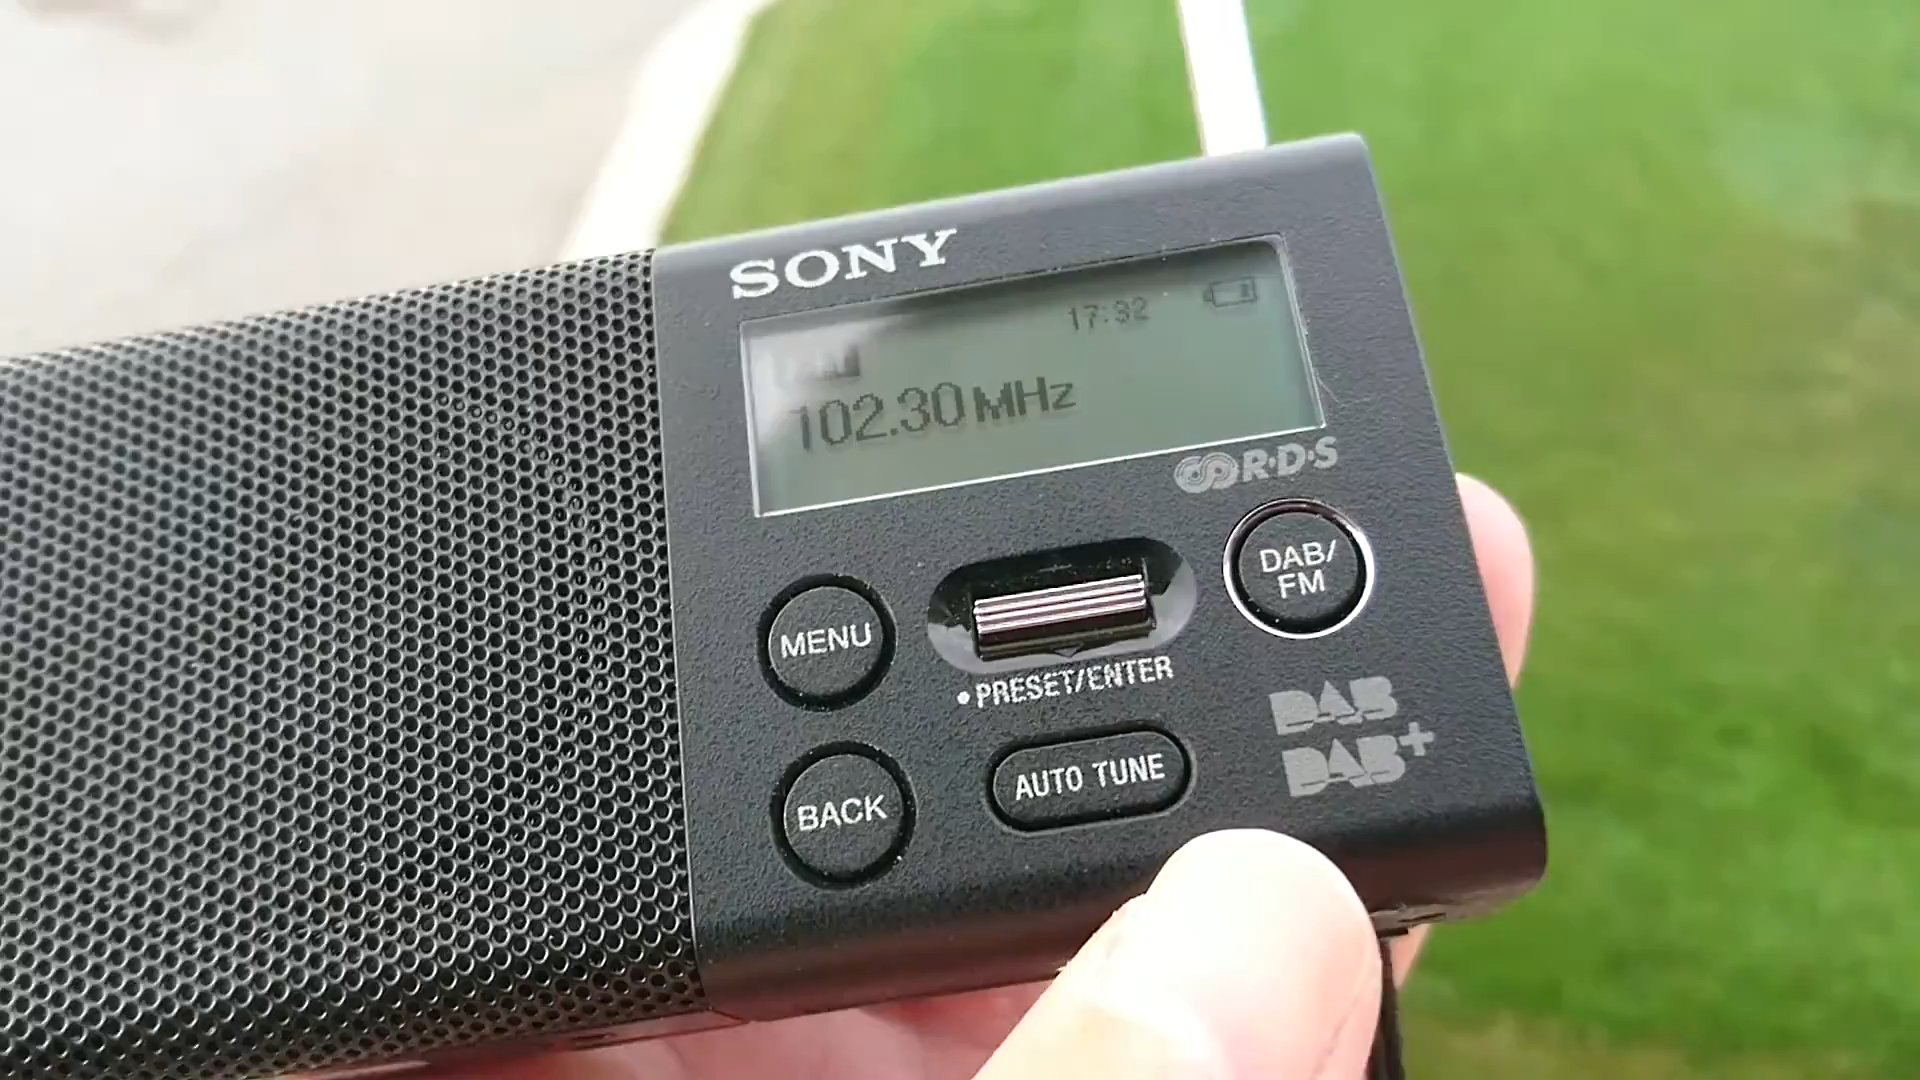 SONY
17:32
102.30 MHz
R·D·S
DAB/
FM
MENU
• PRESET/ENTER
DAB
BACK
AUTO TUNE
DAB+